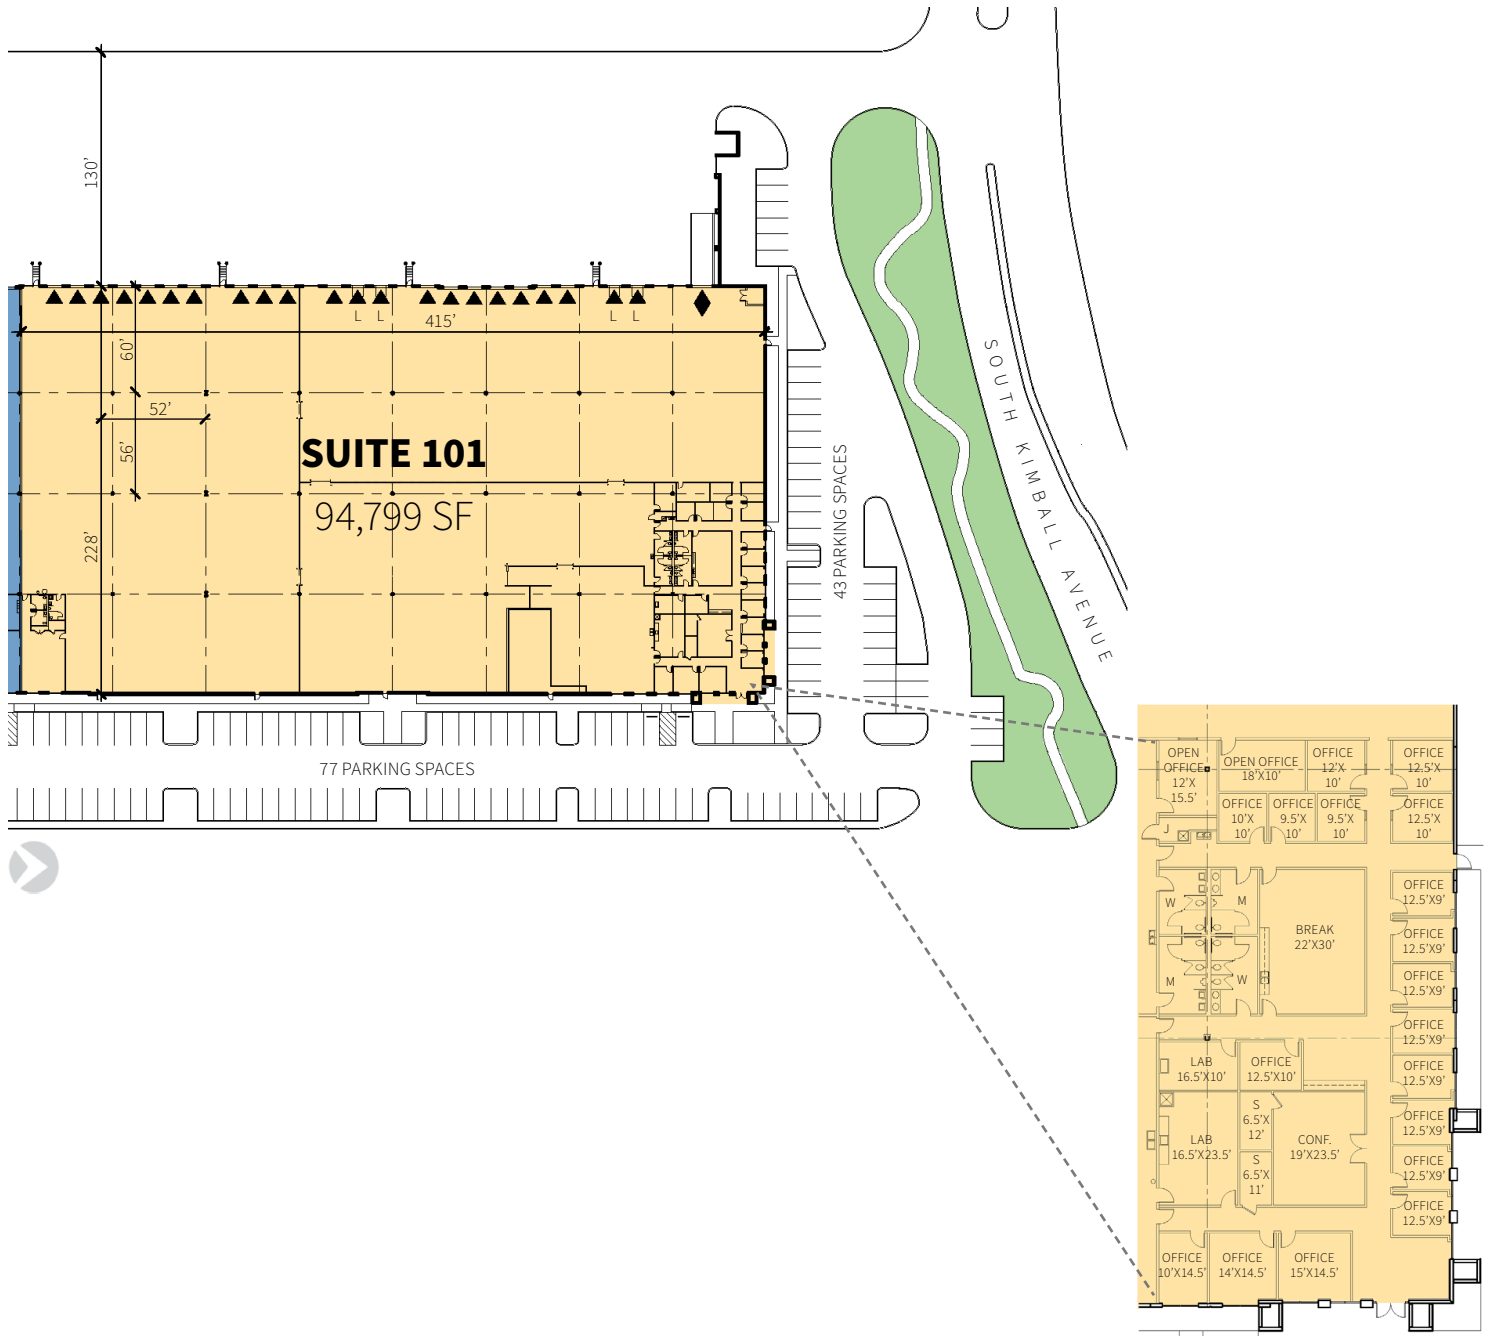 130'
L L
415'
L L
60'
52'
SUITE 101
56'
94,799 SF
228'
43 PARKING SPACES
SOUTH KIMBALL AVENUE
77 PARKING SPACES
OPEN
OFFICE
12'X
15.5'
OPEN OFFICE
18'X10'
OFFICE
12'X
10'
OFFICE
12.5'X
10'
OFFICE
10'X
10'
OFFICE
9.5'X
10'
OFFICE
9.5'X
10'
OFFICE
12.5'X
10'
J
W
M
M
W
BREAK
22'X30'
OFFICE
12.5'X9'
OFFICE
12.5'X9'
OFFICE
12.5'X9'
OFFICE
12.5'X9'
OFFICE
12.5'X9'
OFFICE
12.5'X9'
OFFICE
12.5'X9'
OFFICE
12.5'X9'
LAB
16.5'X10'
OFFICE
12.5'X10'
S
6.5'X
12'
LAB
16.5'X23.5'
CONF.
19'X23.5'
S
6.5'X
11'
OFFICE
10'X14.5'
OFFICE
14'X14.5'
OFFICE
15'X14.5'